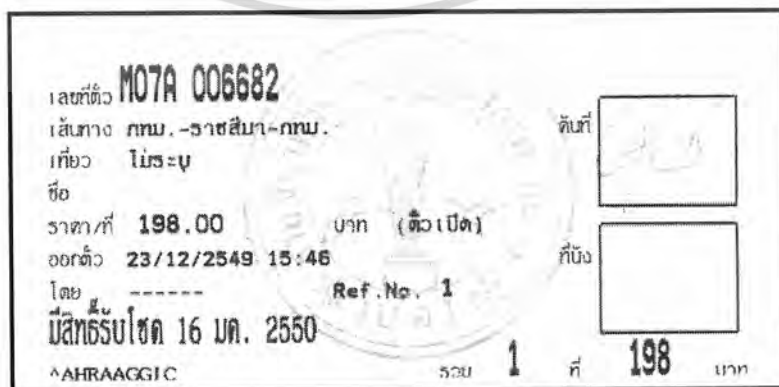 เลขที่ตั๋ว M07A 006682
เส้นทาง กทม.-ราชสีมา-กทม.
คันที่
เที่ยว ไม่ระบุ
ชื่อ
ราคา/ที่ 198.00 บาท (ตั๋วเปิด)
ออกตั๋ว 23/12/2549 15:46
ที่นั่ง
โดย ------ Ref.No. 1
มีสิทธิ์รับโชค 16 มค. 2550
^AHRAAGGIC รวม 1 ที่ 198 บาท